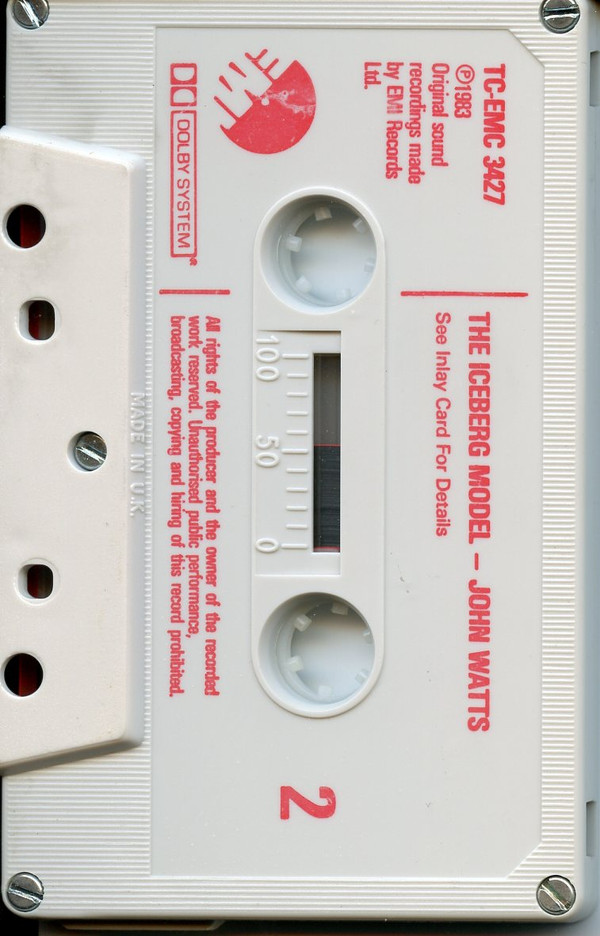 TC-EMC 3427
℗1983
Original sound
recordings made
by EMI Records
Ltd.
THE ICEBERG MODEL – JOHN WATTS
See Inlay Card For Details
100 50 0
2
DOLBY SYSTEM®
All rights of the producer and the owner of the recorded
work reserved. Unauthorised public performance,
broadcasting, copying and hiring of this record prohibited.
MADE IN U.K.